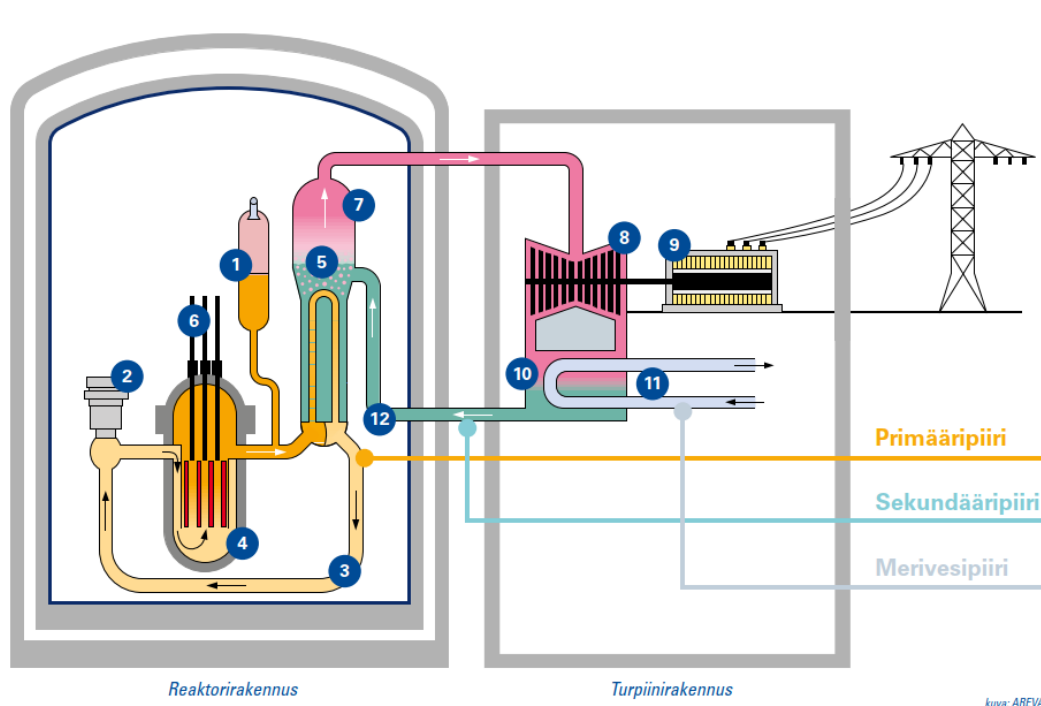 7
8
9
1
5
6
2
10
11
12
Primääripiiri
Sekundääripiiri
4
3
Merivesipiiri
Reaktorirakennus
Turpiinirakennus
kuva: AREVA